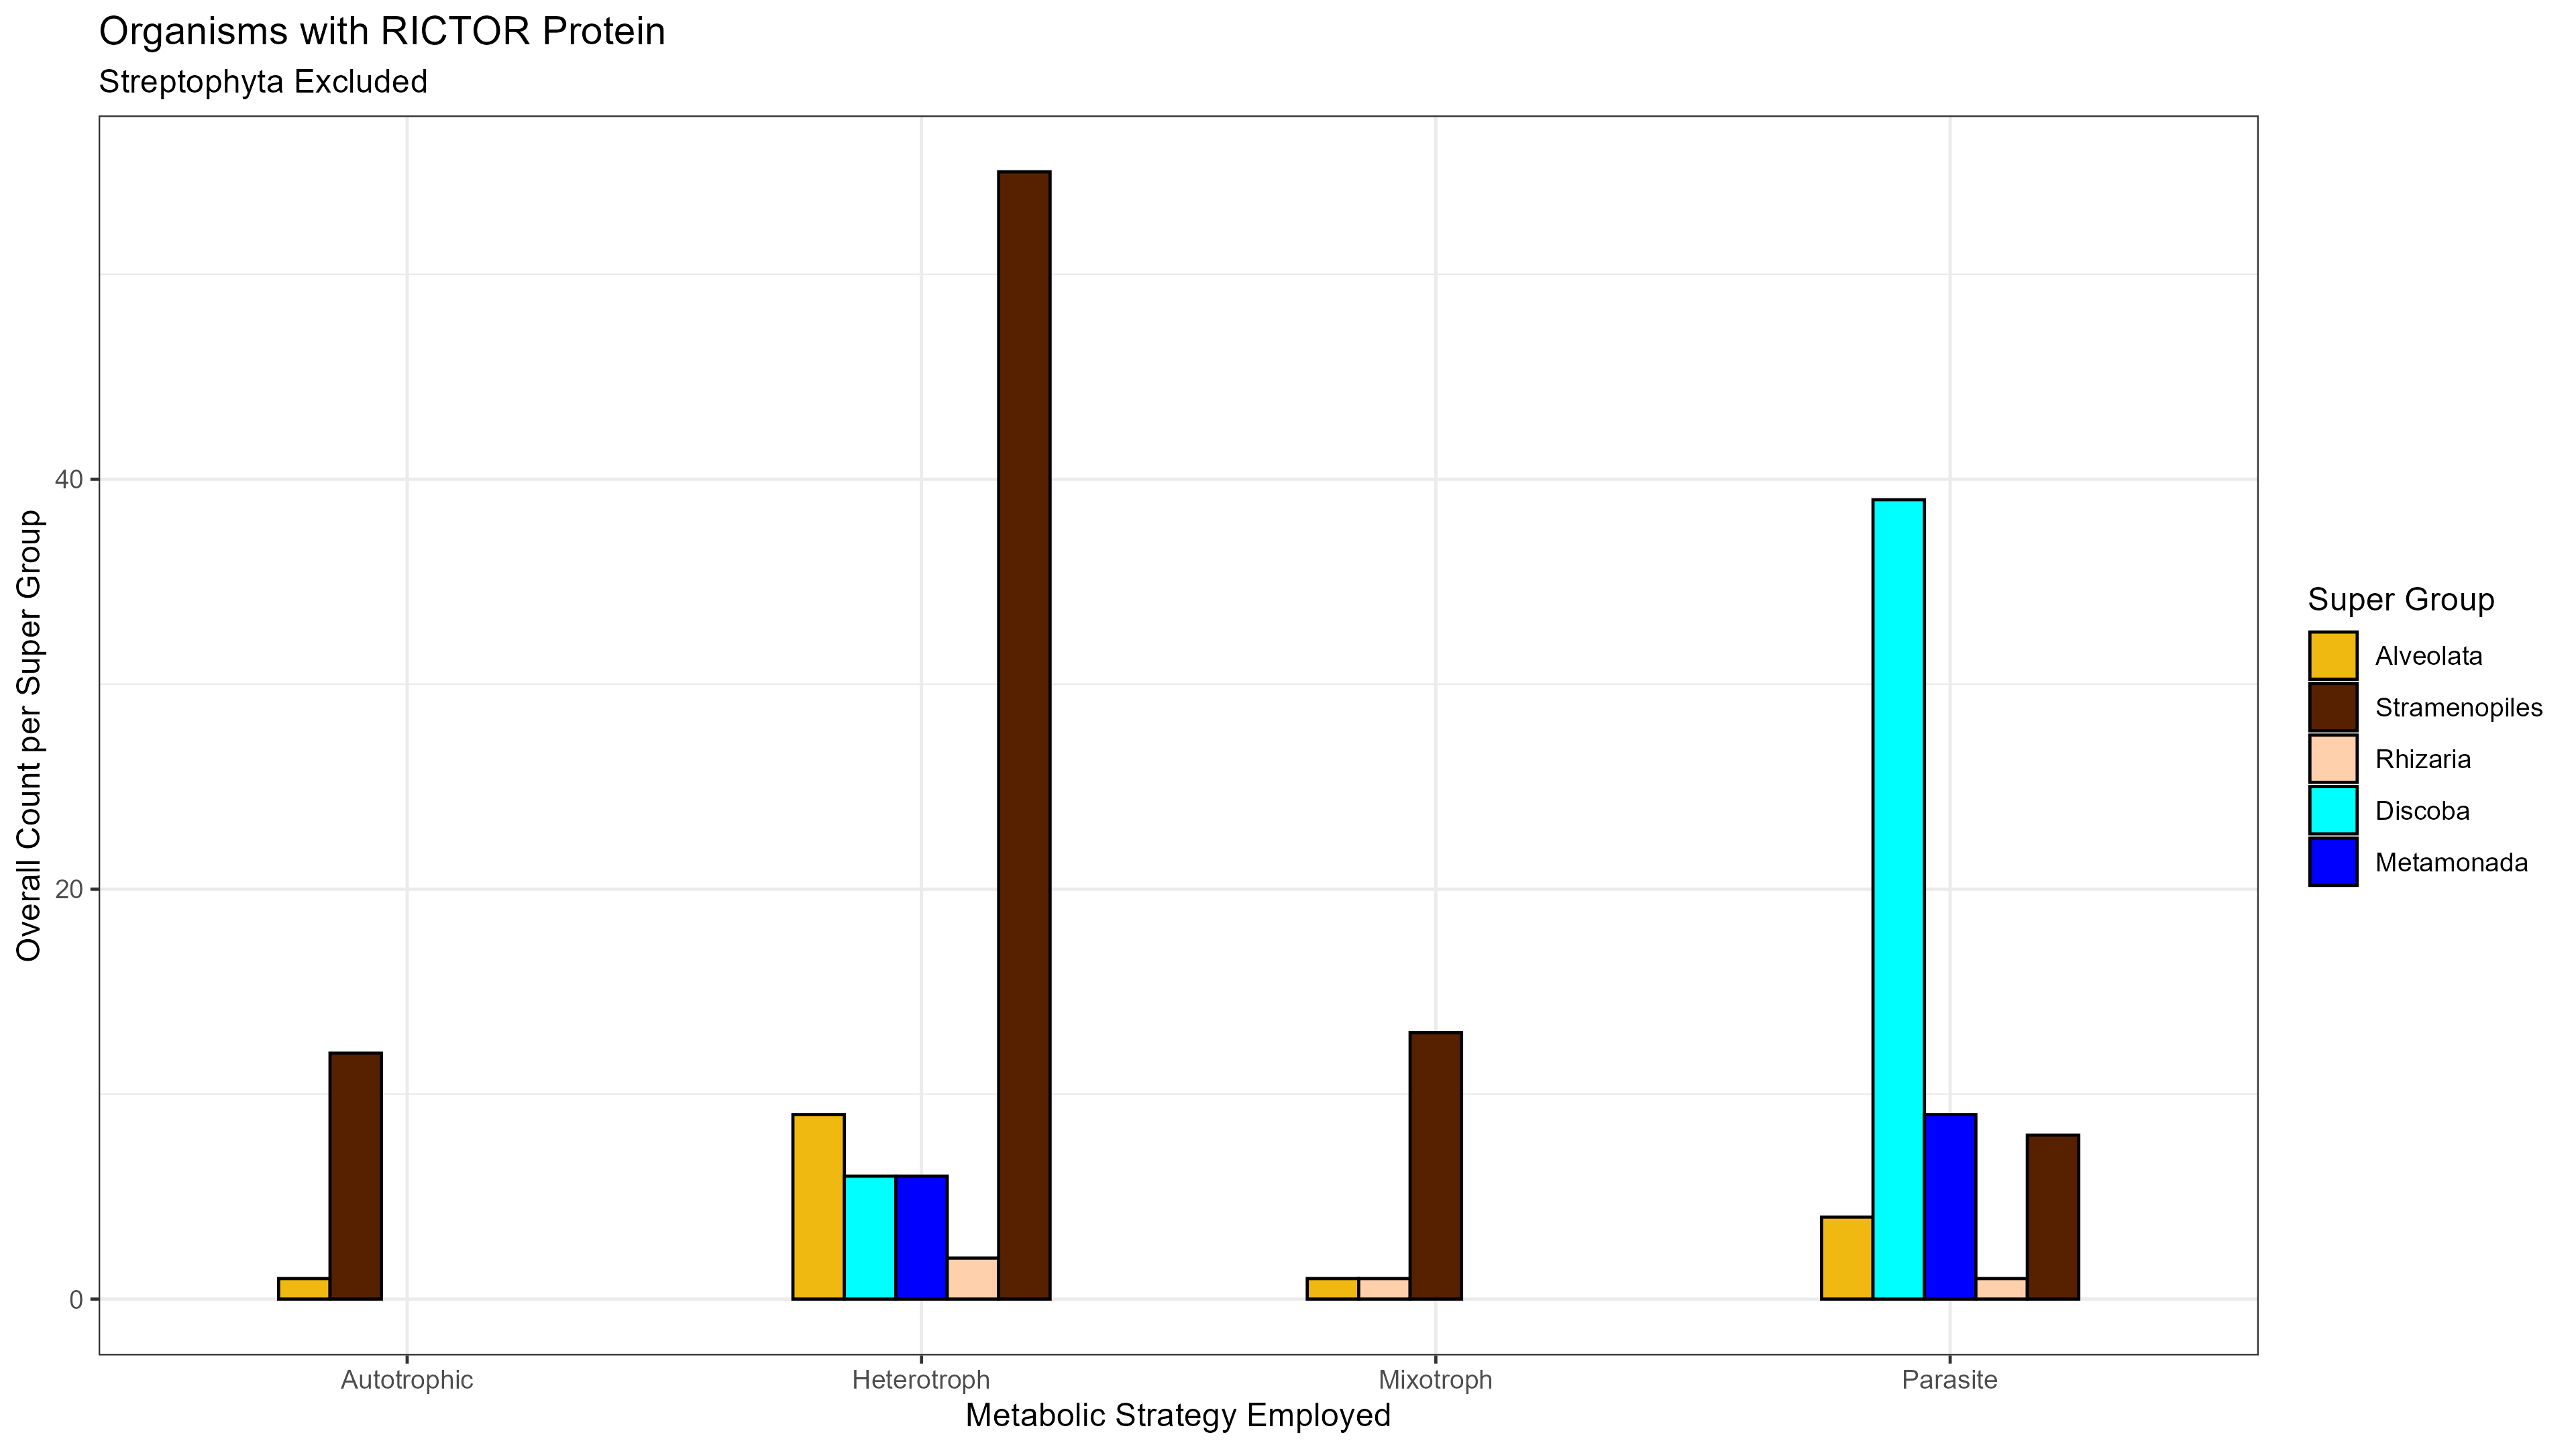 Organisms with RICTOR Protein
Streptophyta Excluded
Overall Count per Super Group
40
20
0
Autotrophic
Heterotroph
Mixotroph
Parasite
Metabolic Strategy Employed
Super Group
Alveolata
Stramenopiles
Rhizaria
Discoba
Metamonada